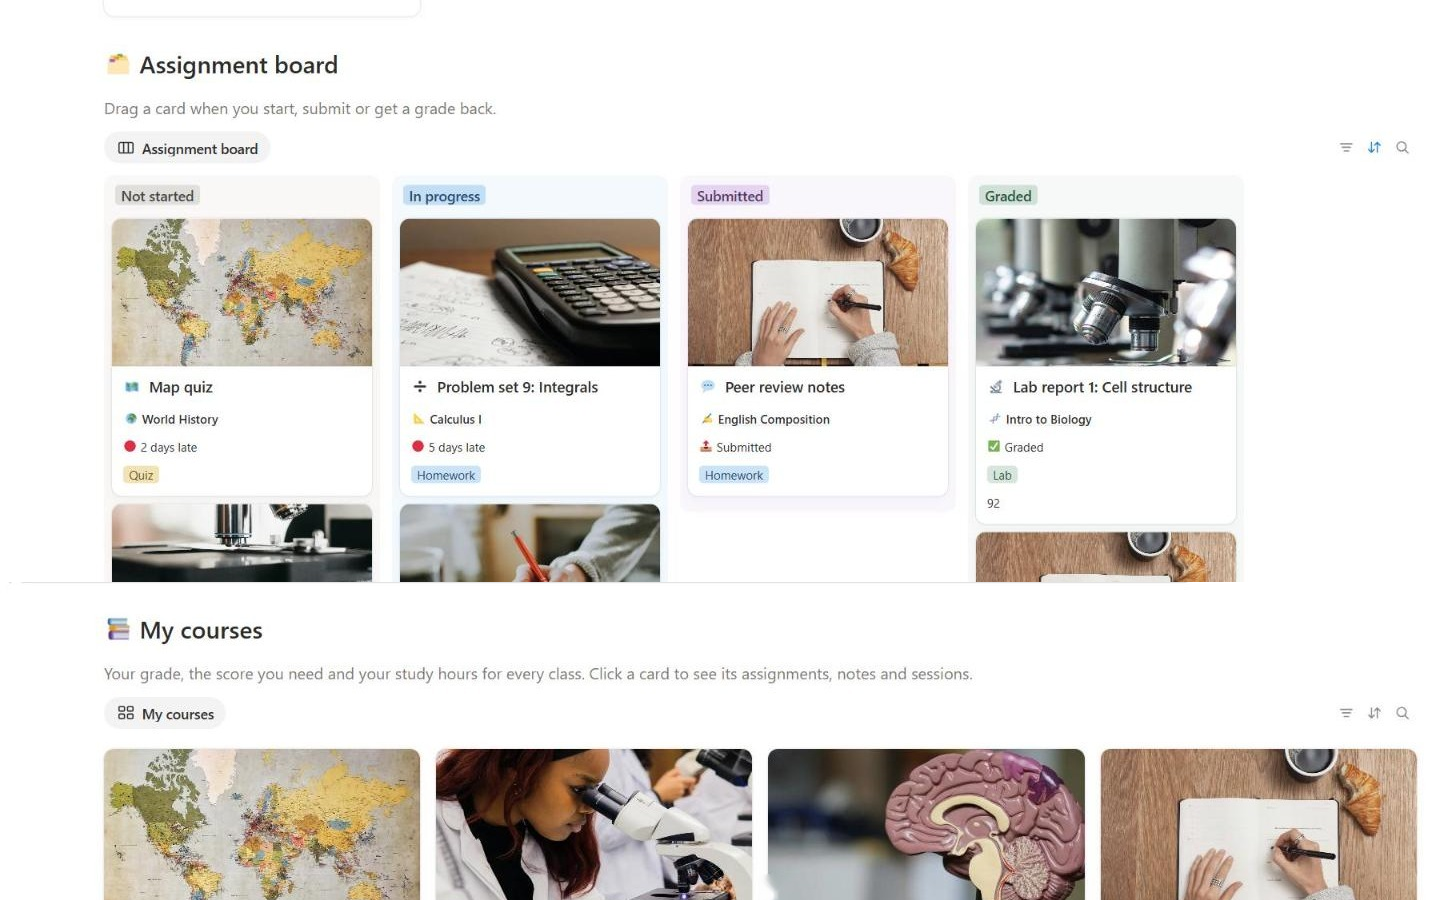 Assignment board
Drag a card when you start, submit or get a grade back.
Assignment board
Not started
Map quiz
World History
2 days late
Quiz
In progress
Problem set 9: Integrals
Calculus I
5 days late
Homework
Submitted
Peer review notes
English Composition
Submitted
Homework
Graded
Lab report 1: Cell structure
Intro to Biology
Graded
Lab
92
My courses
Your grade, the score you need and your study hours for every class. Click a card to see its assignments, notes and sessions.
My courses